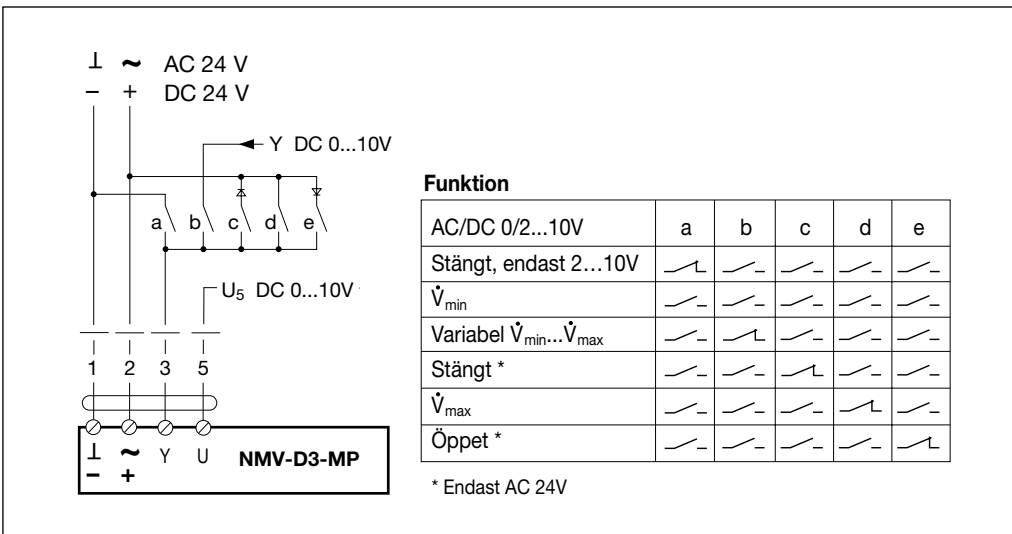 ⊥ ~ AC 24 V
− + DC 24 V
Y DC 0...10V
a b c d e
U₅ DC 0...10V
1 2 3 5
⊥ ~ Y U NMV-D3-MP
− +
Funktion
AC/DC 0/2...10V a b c d e
Stängt, endast 2…10V
V̇min
Variabel V̇min...V̇max
Stängt *
V̇max
Öppet *
* Endast AC 24V